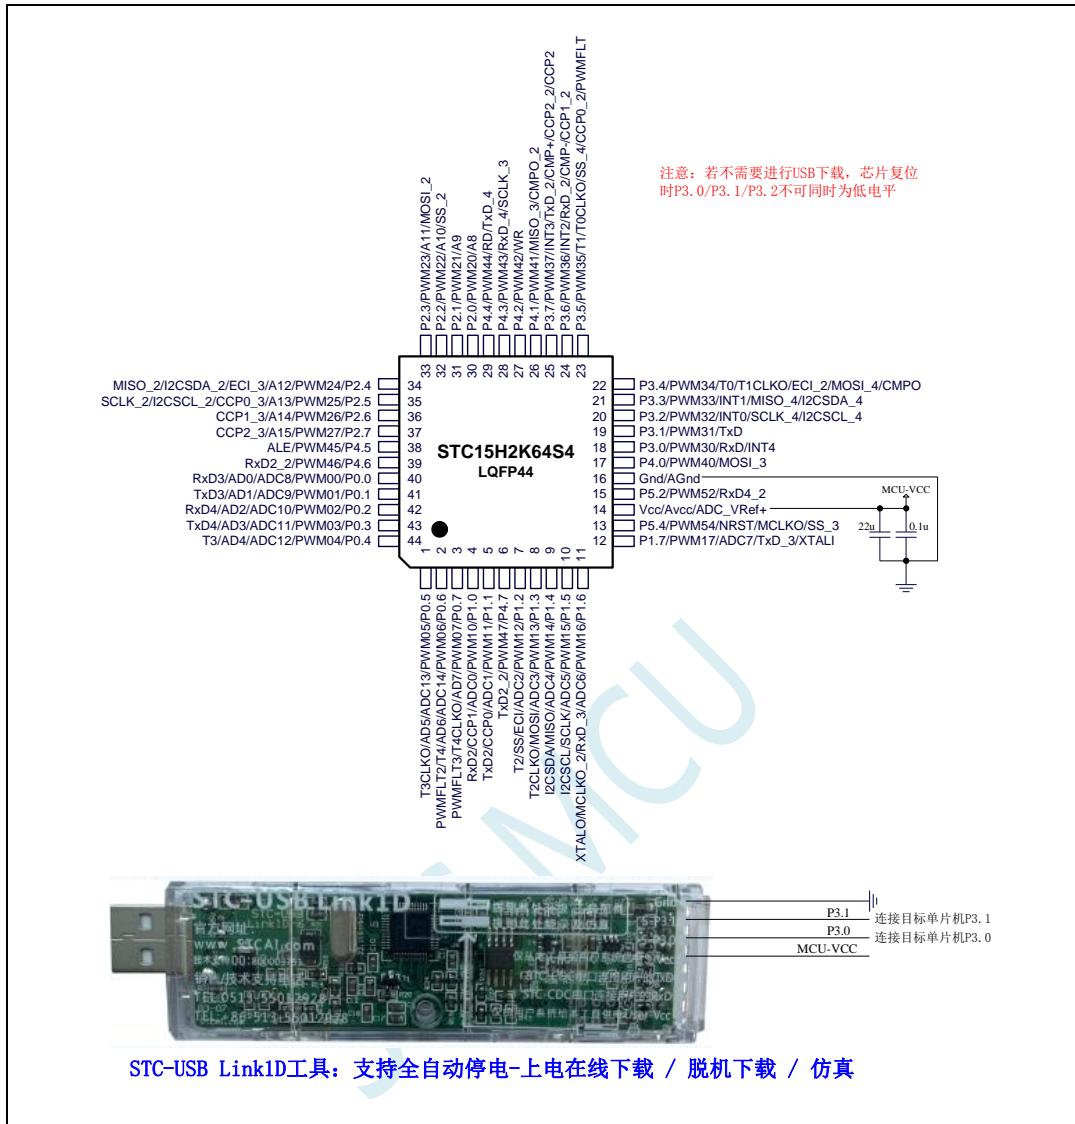 P2.3/PWM23/A11/MOSI_2
P2.2/PWM22/A10/SS_2
P2.1/PWM21/A9
P2.0/PWM20/A8
P4.4/PWM44/RD/TxD_4
P4.3/PWM43/RxD_4/SCLK_3
P4.2/PWM42/WR
P4.1/PWM41/MISO_3/CMPO_2
P3.7/PWM37/INT3/TxD_2/CMP+/CCP2_2/CCP2
P3.6/PWM36/INT2/RxD_2/CMP-/CCP1_2
P3.5/PWM35/T1/T0CLKO/SS_4/CCP0_2/PWMFLT
注意：若不需要进行USB下载，芯片复位
时P3.0/P3.1/P3.2不可同时为低电平
33 32 31 30 29 28 27 26 25 24 23
MISO_2/I2CSDA_2/ECI_3/A12/PWM24/P2.4 34
SCLK_2/I2CSCL_2/CCP0_3/A13/PWM25/P2.5 35
CCP1_3/A14/PWM26/P2.6 36
CCP2_3/A15/PWM27/P2.7 37
ALE/PWM45/P4.5 38
RxD2_2/PWM46/P4.6 39
RxD3/AD0/ADC8/PWM00/P0.0 40
TxD3/AD1/ADC9/PWM01/P0.1 41
RxD4/AD2/ADC10/PWM02/P0.2 42
TxD4/AD3/ADC11/PWM03/P0.3 43
T3/AD4/ADC12/PWM04/P0.4 44
STC15H2K64S4
LQFP44
22 P3.4/PWM34/T0/T1CLKO/ECI_2/MOSI_4/CMPO
21 P3.3/PWM33/INT1/MISO_4/I2CSDA_4
20 P3.2/PWM32/INT0/SCLK_4/I2CSCL_4
19 P3.1/PWM31/TxD
18 P3.0/PWM30/RxD/INT4
17 P4.0/PWM40/MOSI_3
16 Gnd/AGnd
15 P5.2/PWM52/RxD4_2
14 Vcc/Avcc/ADC_VRef+
13 P5.4/PWM54/NRST/MCLKO/SS_3
12 P1.7/PWM17/ADC7/TxD_3/XTALI
MCU-VCC
22u
0.1u
1 2 3 4 5 6 7 8 9 10 11
T3CLKO/AD5/ADC13/PWM05/P0.5
PWMFLT2/T4/AD6/ADC14/PWM06/P0.6
PWMFLT3/T4CLKO/AD7/PWM07/P0.7
RxD2/CCP1/ADC0/PWM10/P1.0
TxD2/CCP0/ADC1/PWM11/P1.1
TxD2_2/PWM47/P4.7
T2/SS/ECI/ADC2/PWM12/P1.2
T2CLKO/MOSI/ADC3/PWM13/P1.3
I2CSDA/MISO/ADC4/PWM14/P1.4
I2CSCL/SCLK/ADC5/PWM15/P1.5
XTALO/MCLKO_2/RxD_3/ADC6/PWM16/P1.6
MCU
STC-USB Link1D
官方网址:
www.STCAI.com
TEL:0513-55012928
P3.1
连接目标单片机P3.1
P3.0
连接目标单片机P3.0
MCU-VCC
STC-USB Link1D工具：支持全自动停电-上电在线下载 / 脱机下载 / 仿真